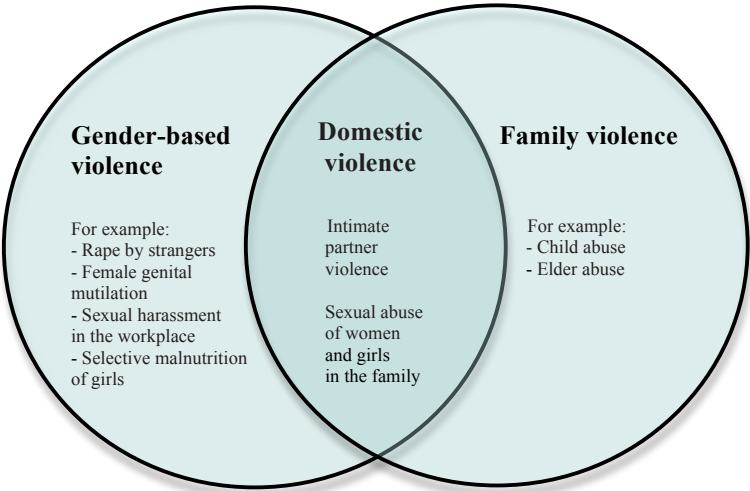 Gender-based
violence
For example:
- Rape by strangers
- Female genital
mutilation
- Sexual harassment
in the workplace
- Selective malnutrition
of girls
Domestic
violence
Intimate
partner
violence
Sexual abuse
of women
and girls
in the family
Family violence
For example:
- Child abuse
- Elder abuse